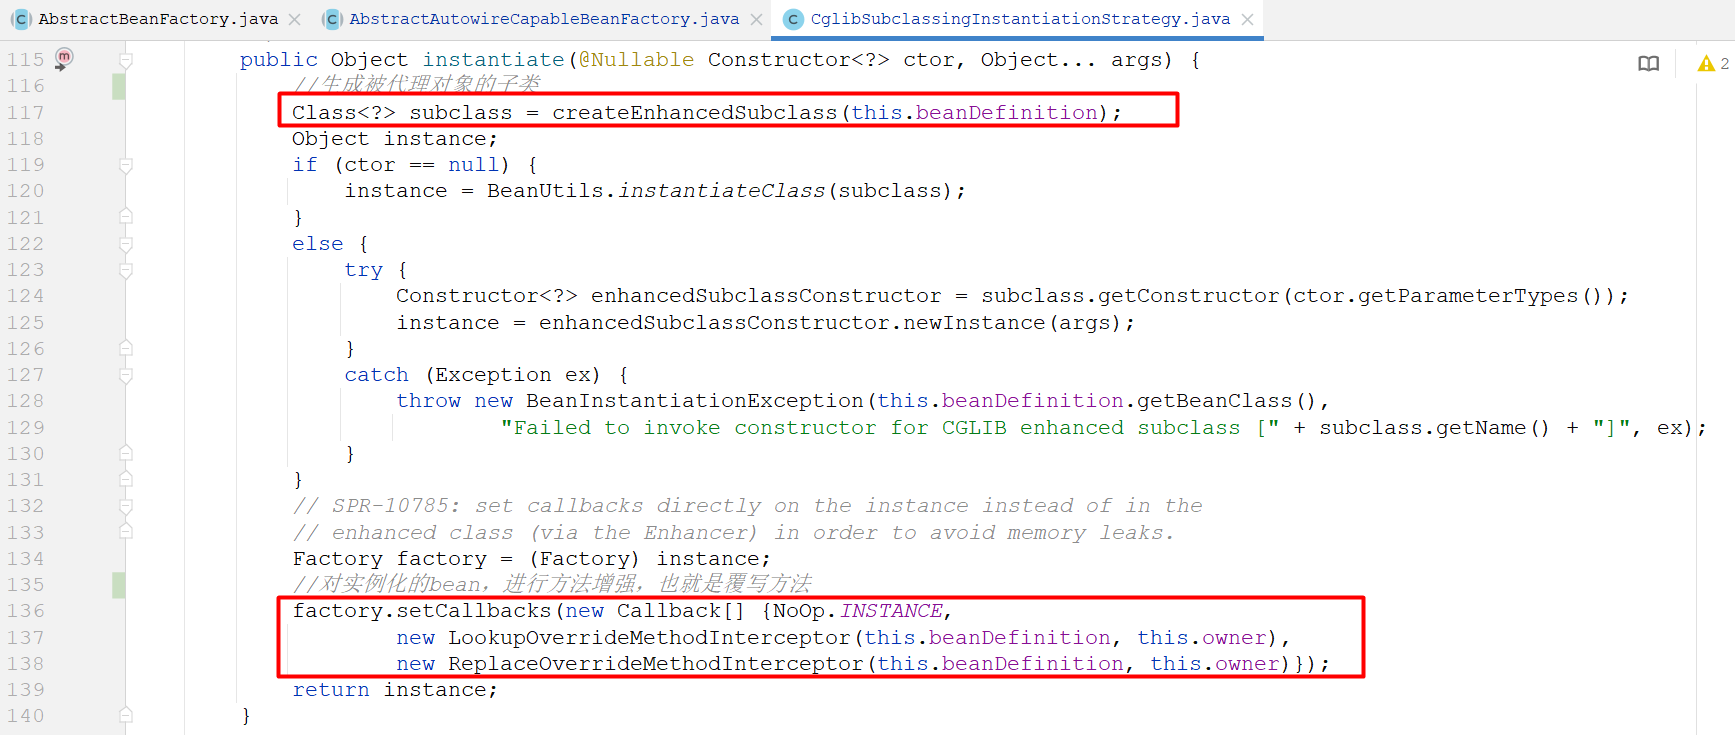 AbstractBeanFactory.java
AbstractAutowireCapableBeanFactory.java
CglibSubclassingInstantiationStrategy.java
2
115 public Object instantiate(@Nullable Constructor<?> ctor, Object... args) {
116 //生成被代理对象的子类
117 Class<?> subclass = createEnhancedSubclass(this.beanDefinition);
118 Object instance;
119 if (ctor == null) {
120 instance = BeanUtils.instantiateClass(subclass);
121 }
122 else {
123 try {
124 Constructor<?> enhancedSubclassConstructor = subclass.getConstructor(ctor.getParameterTypes());
125 instance = enhancedSubclassConstructor.newInstance(args);
126 }
127 catch (Exception ex) {
128 throw new BeanInstantiationException(this.beanDefinition.getBeanClass(),
129 "Failed to invoke constructor for CGLIB enhanced subclass [" + subclass.getName() + "]", ex);
130 }
131 }
132 // SPR-10785: set callbacks directly on the instance instead of in the
133 // enhanced class (via the Enhancer) in order to avoid memory leaks.
134 Factory factory = (Factory) instance;
135 //对实例化的bean，进行方法增强，也就是覆写方法
136 factory.setCallbacks(new Callback[] {NoOp.INSTANCE,
137 new LookupOverrideMethodInterceptor(this.beanDefinition, this.owner),
138 new ReplaceOverrideMethodInterceptor(this.beanDefinition, this.owner)});
139 return instance;
140 }